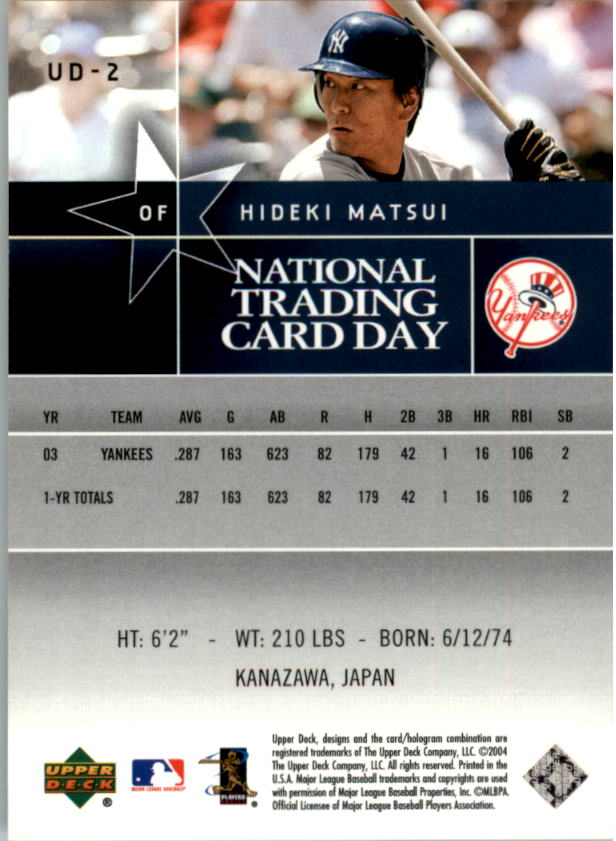 UD-2
OF HIDEKI MATSUI
NATIONAL
TRADING
CARD DAY
Yankees
YR TEAM AVG G AB R H 2B 3B HR RBI SB
03 YANKEES .287 163 623 82 179 42 1 16 106 2
1-YR TOTALS .287 163 623 82 179 42 1 16 106 2
HT: 6'2" - WT: 210 LBS - BORN: 6/12/74
KANAZAWA, JAPAN
Upper Deck, designs and the card/hologram combination are
registered trademarks of The Upper Deck Company, LLC. ©2004
The Upper Deck Company, LLC. All rights reserved. Printed in the
U.S.A. Major League Baseball trademarks and copyrights are used
with permission of Major League Baseball Properties, Inc. ©MLBPA.
Official Licensee of Major League Baseball Players Association.
UPPER
DECK
®
MAJOR LEAGUE BASEBALL
PLAYERS